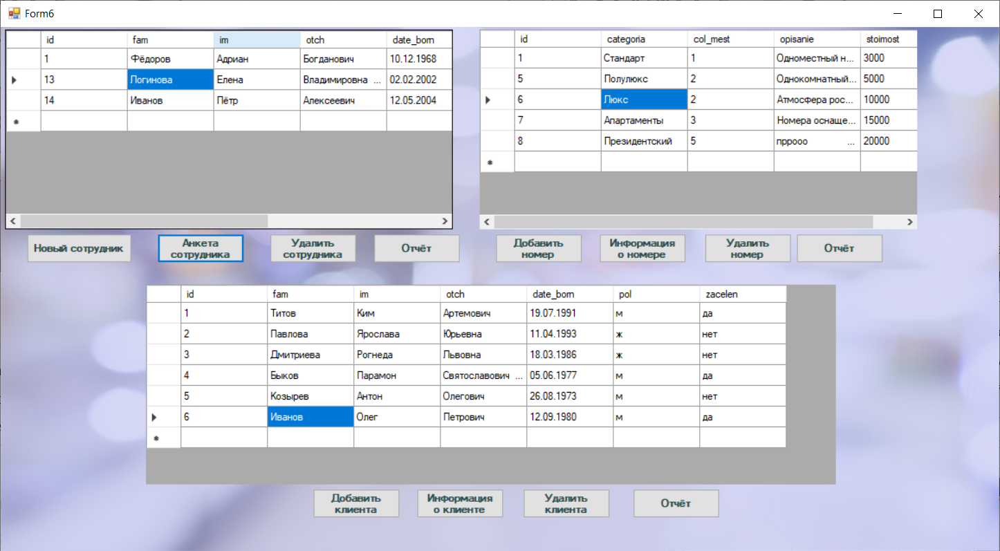 Form6
id fam im otch date_born
1 Фёдоров Адриан Богданович 10.12.1968
13 Логинова Елена Владимировна ... 02.02.2002
14 Иванов Пётр Алексеевич 12.05.2004
id categoria col_mest opisanie stoimost
1 Стандарт 1 Одноместный н... 3000
5 Полулюкс 2 Однокомнатный... 5000
6 Люкс 2 Атмосфера рос... 10000
7 Апартаменты 3 Номера оснаще... 15000
8 Президентский 5 прроoо ... 20000
Новый сотрудник
Анкета
сотрудника
Удалить
сотрудника
Отчёт
Добавить
номер
Информация
о номере
Удалить
номер
Отчёт
id fam im otch date_born pol zacelen
1 Титов Ким Артемович 19.07.1991 м да
2 Павлова Ярослава Юрьевна 11.04.1993 ж нет
3 Дмитриева Рогнеда Львовна 18.03.1986 ж нет
4 Быков Парамон Святославович ... 05.06.1977 м да
5 Козырев Антон Олегович 26.08.1973 м нет
6 Иванов Олег Петрович 12.09.1980 м да
Добавить
клиента
Информация
о клиенте
Удалить
клиента
Отчёт